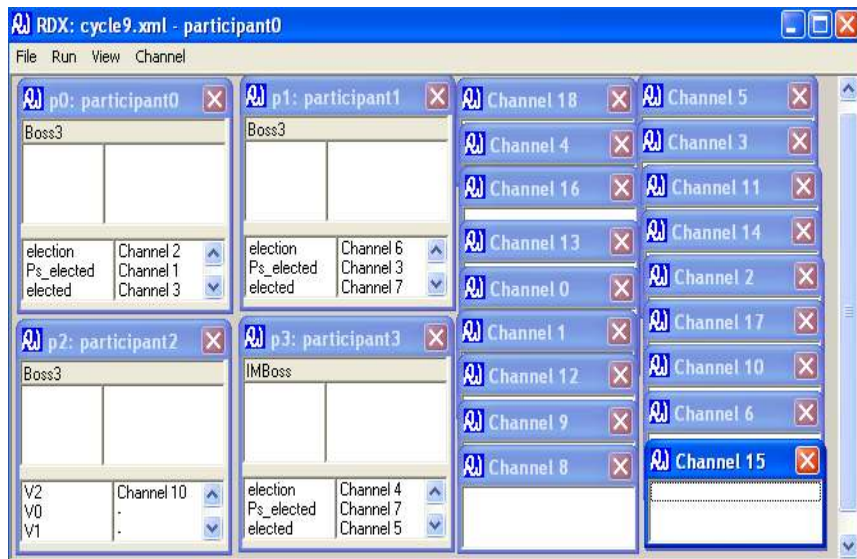 RDX: cycle9.xml - participant0
File Run View Channel
p0: participant0
Boss3
election Channel 2
Ps_elected Channel 1
elected Channel 3
p1: participant1
Boss3
election Channel 6
Ps_elected Channel 3
elected Channel 7
p2: participant2
Boss3
V2 Channel 10
V0 -
V1 -
p3: participant3
IMBoss
election Channel 4
Ps_elected Channel 7
elected Channel 5
Channel 18
Channel 4
Channel 16
Channel 13
Channel 0
Channel 1
Channel 12
Channel 9
Channel 8
Channel 5
Channel 3
Channel 11
Channel 14
Channel 2
Channel 17
Channel 10
Channel 6
Channel 15